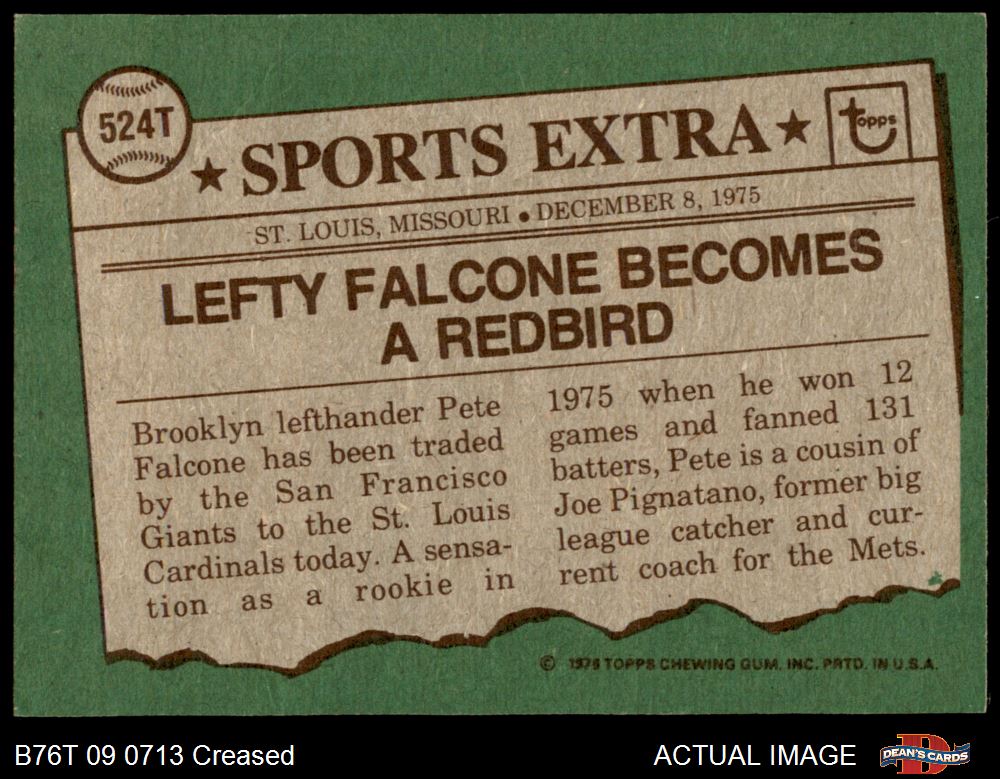 524T
★ SPORTS EXTRA ★
Topps
ST. LOUIS, MISSOURI • DECEMBER 8, 1975
LEFTY FALCONE BECOMES
A REDBIRD
Brooklyn lefthander Pete
Falcone has been traded
by the San Francisco
Giants to the St. Louis
Cardinals today. A sensa-
tion as a rookie in
1975 when he won 12
games and fanned 131
batters, Pete is a cousin of
Joe Pignatano, former big
league catcher and cur-
rent coach for the Mets.
© 1976 TOPPS CHEWING GUM, INC. PRTD. IN U.S.A.
B76T 09 0713 Creased
ACTUAL IMAGE
D
DEAN'S CARDS